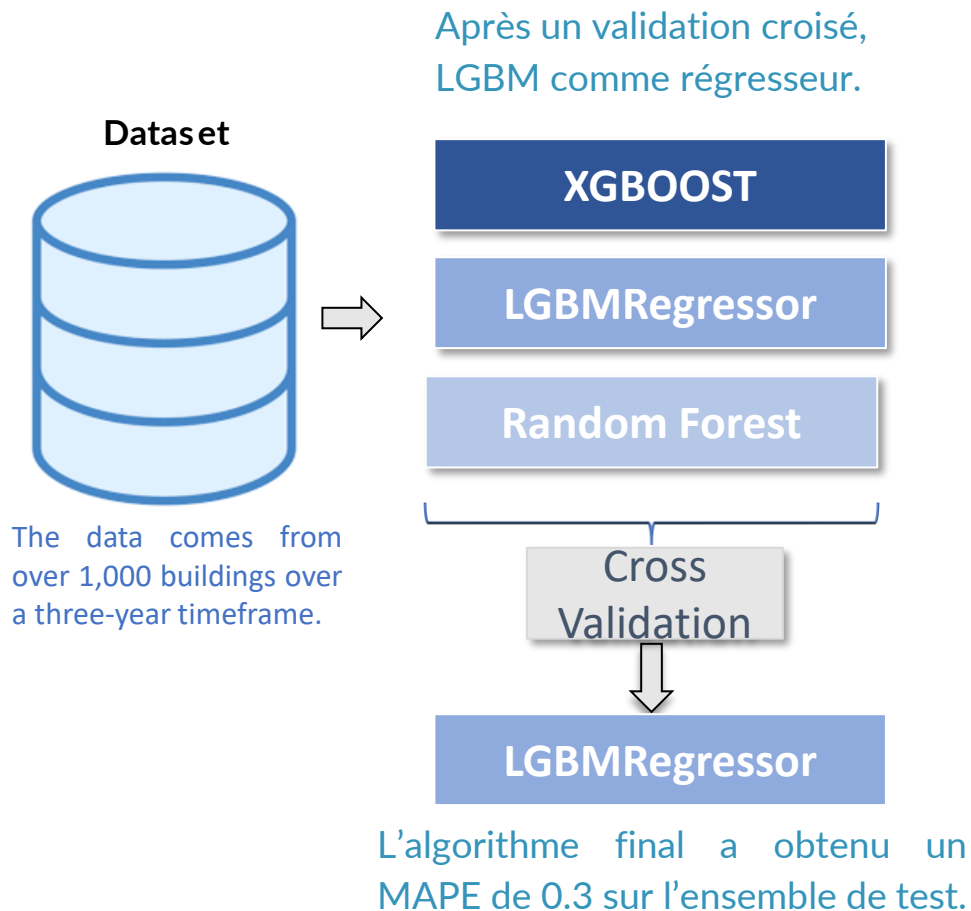 Après un validation croisé,
LGBM comme régresseur.
Dataset
XGBOOST
LGBMRegressor
Random Forest
The data comes from
over 1,000 buildings over
a three-year timeframe.
Cross
Validation
LGBMRegressor
L’algorithme final a obtenu un
MAPE de 0.3 sur l’ensemble de test.